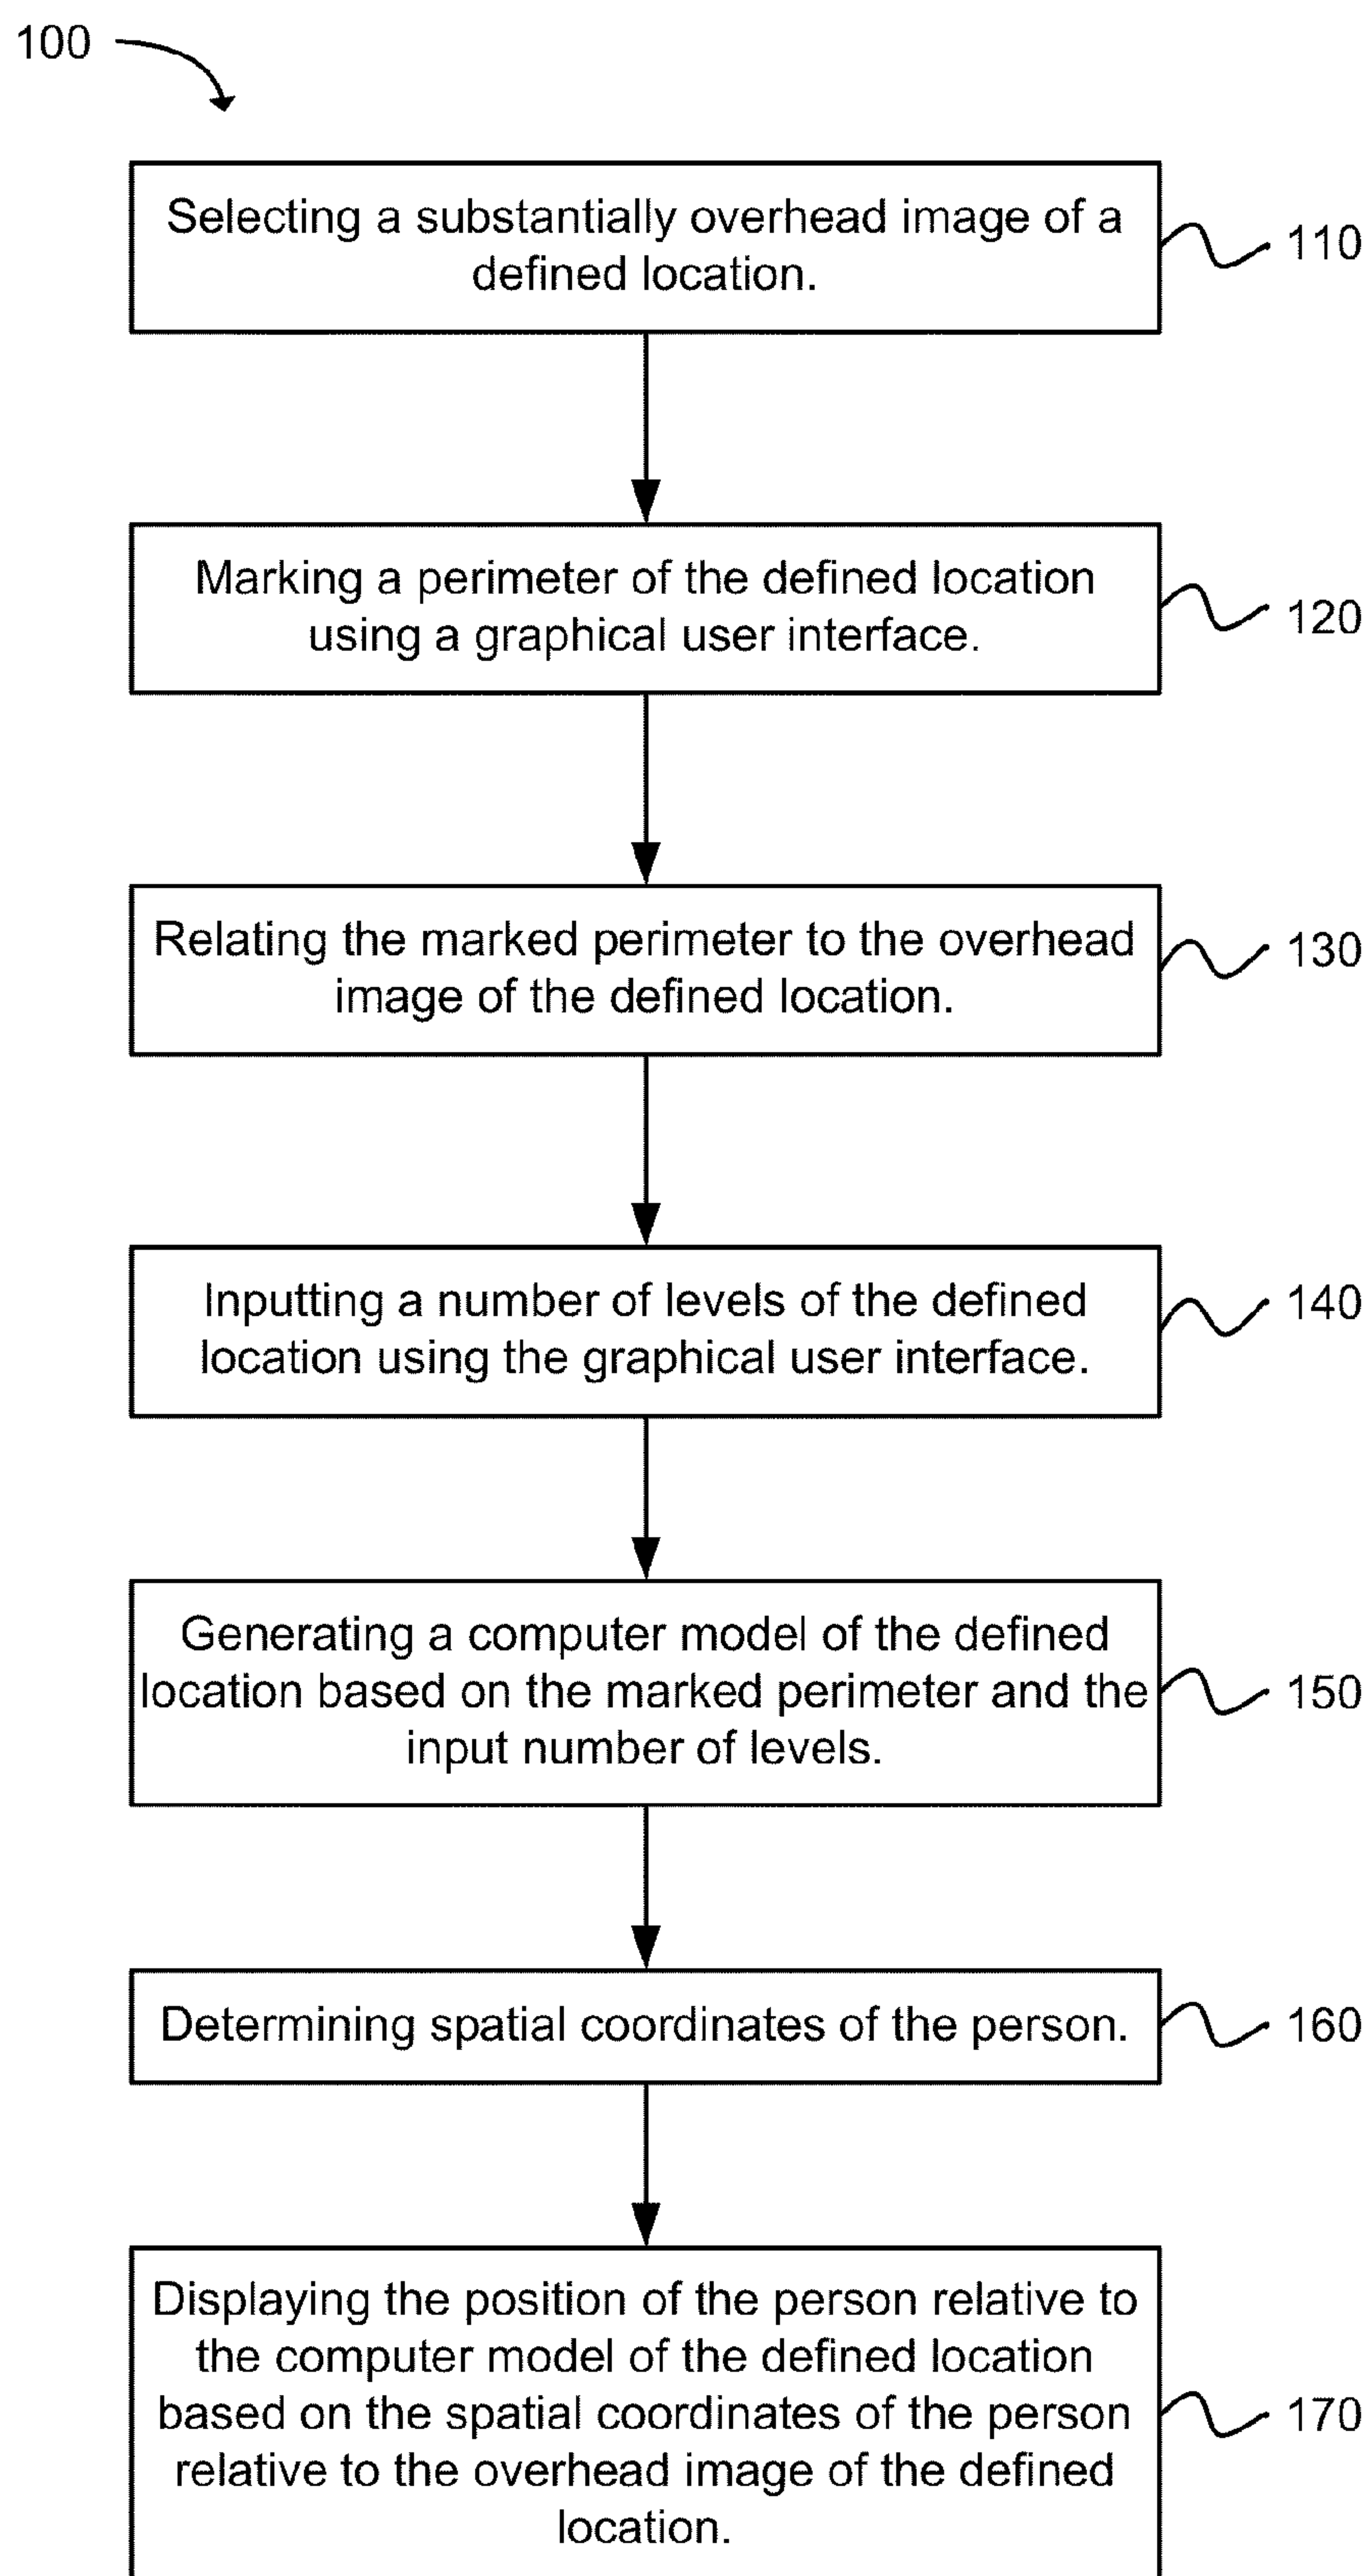 100
Selecting a substantially overhead image of a
defined location.
110
Marking a perimeter of the defined location
using a graphical user interface.
120
Relating the marked perimeter to the overhead
image of the defined location.
130
Inputting a number of levels of the defined
location using the graphical user interface.
140
Generating a computer model of the defined
location based on the marked perimeter and the
input number of levels.
150
Determining spatial coordinates of the person.
160
Displaying the position of the person relative to
the computer model of the defined location
based on the spatial coordinates of the person
relative to the overhead image of the defined
location.
170